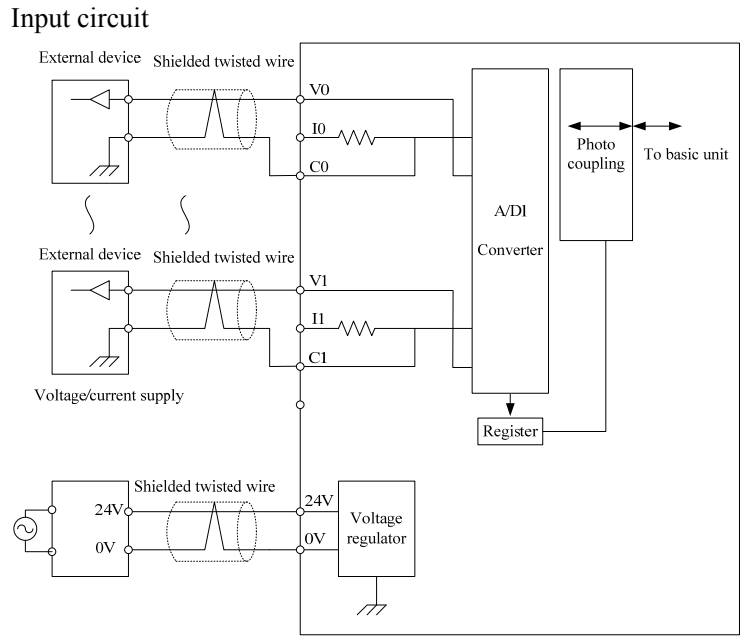 Input circuit
External device
Shielded twisted wire
V0
I0
C0
A/D1
Converter
Photo
coupling
To basic unit
External device
Shielded twisted wire
V1
I1
C1
Voltage/current supply
Register
Shielded twisted wire
24V
0V
24V
0V
Voltage
regulator